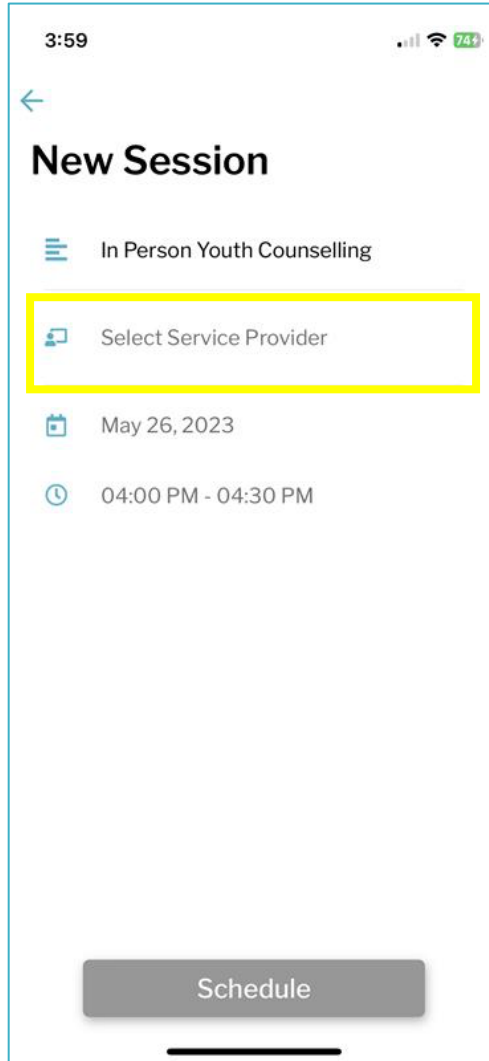 3:59
74
New Session
In Person Youth Counselling
Select Service Provider
May 26, 2023
04:00 PM - 04:30 PM
Schedule